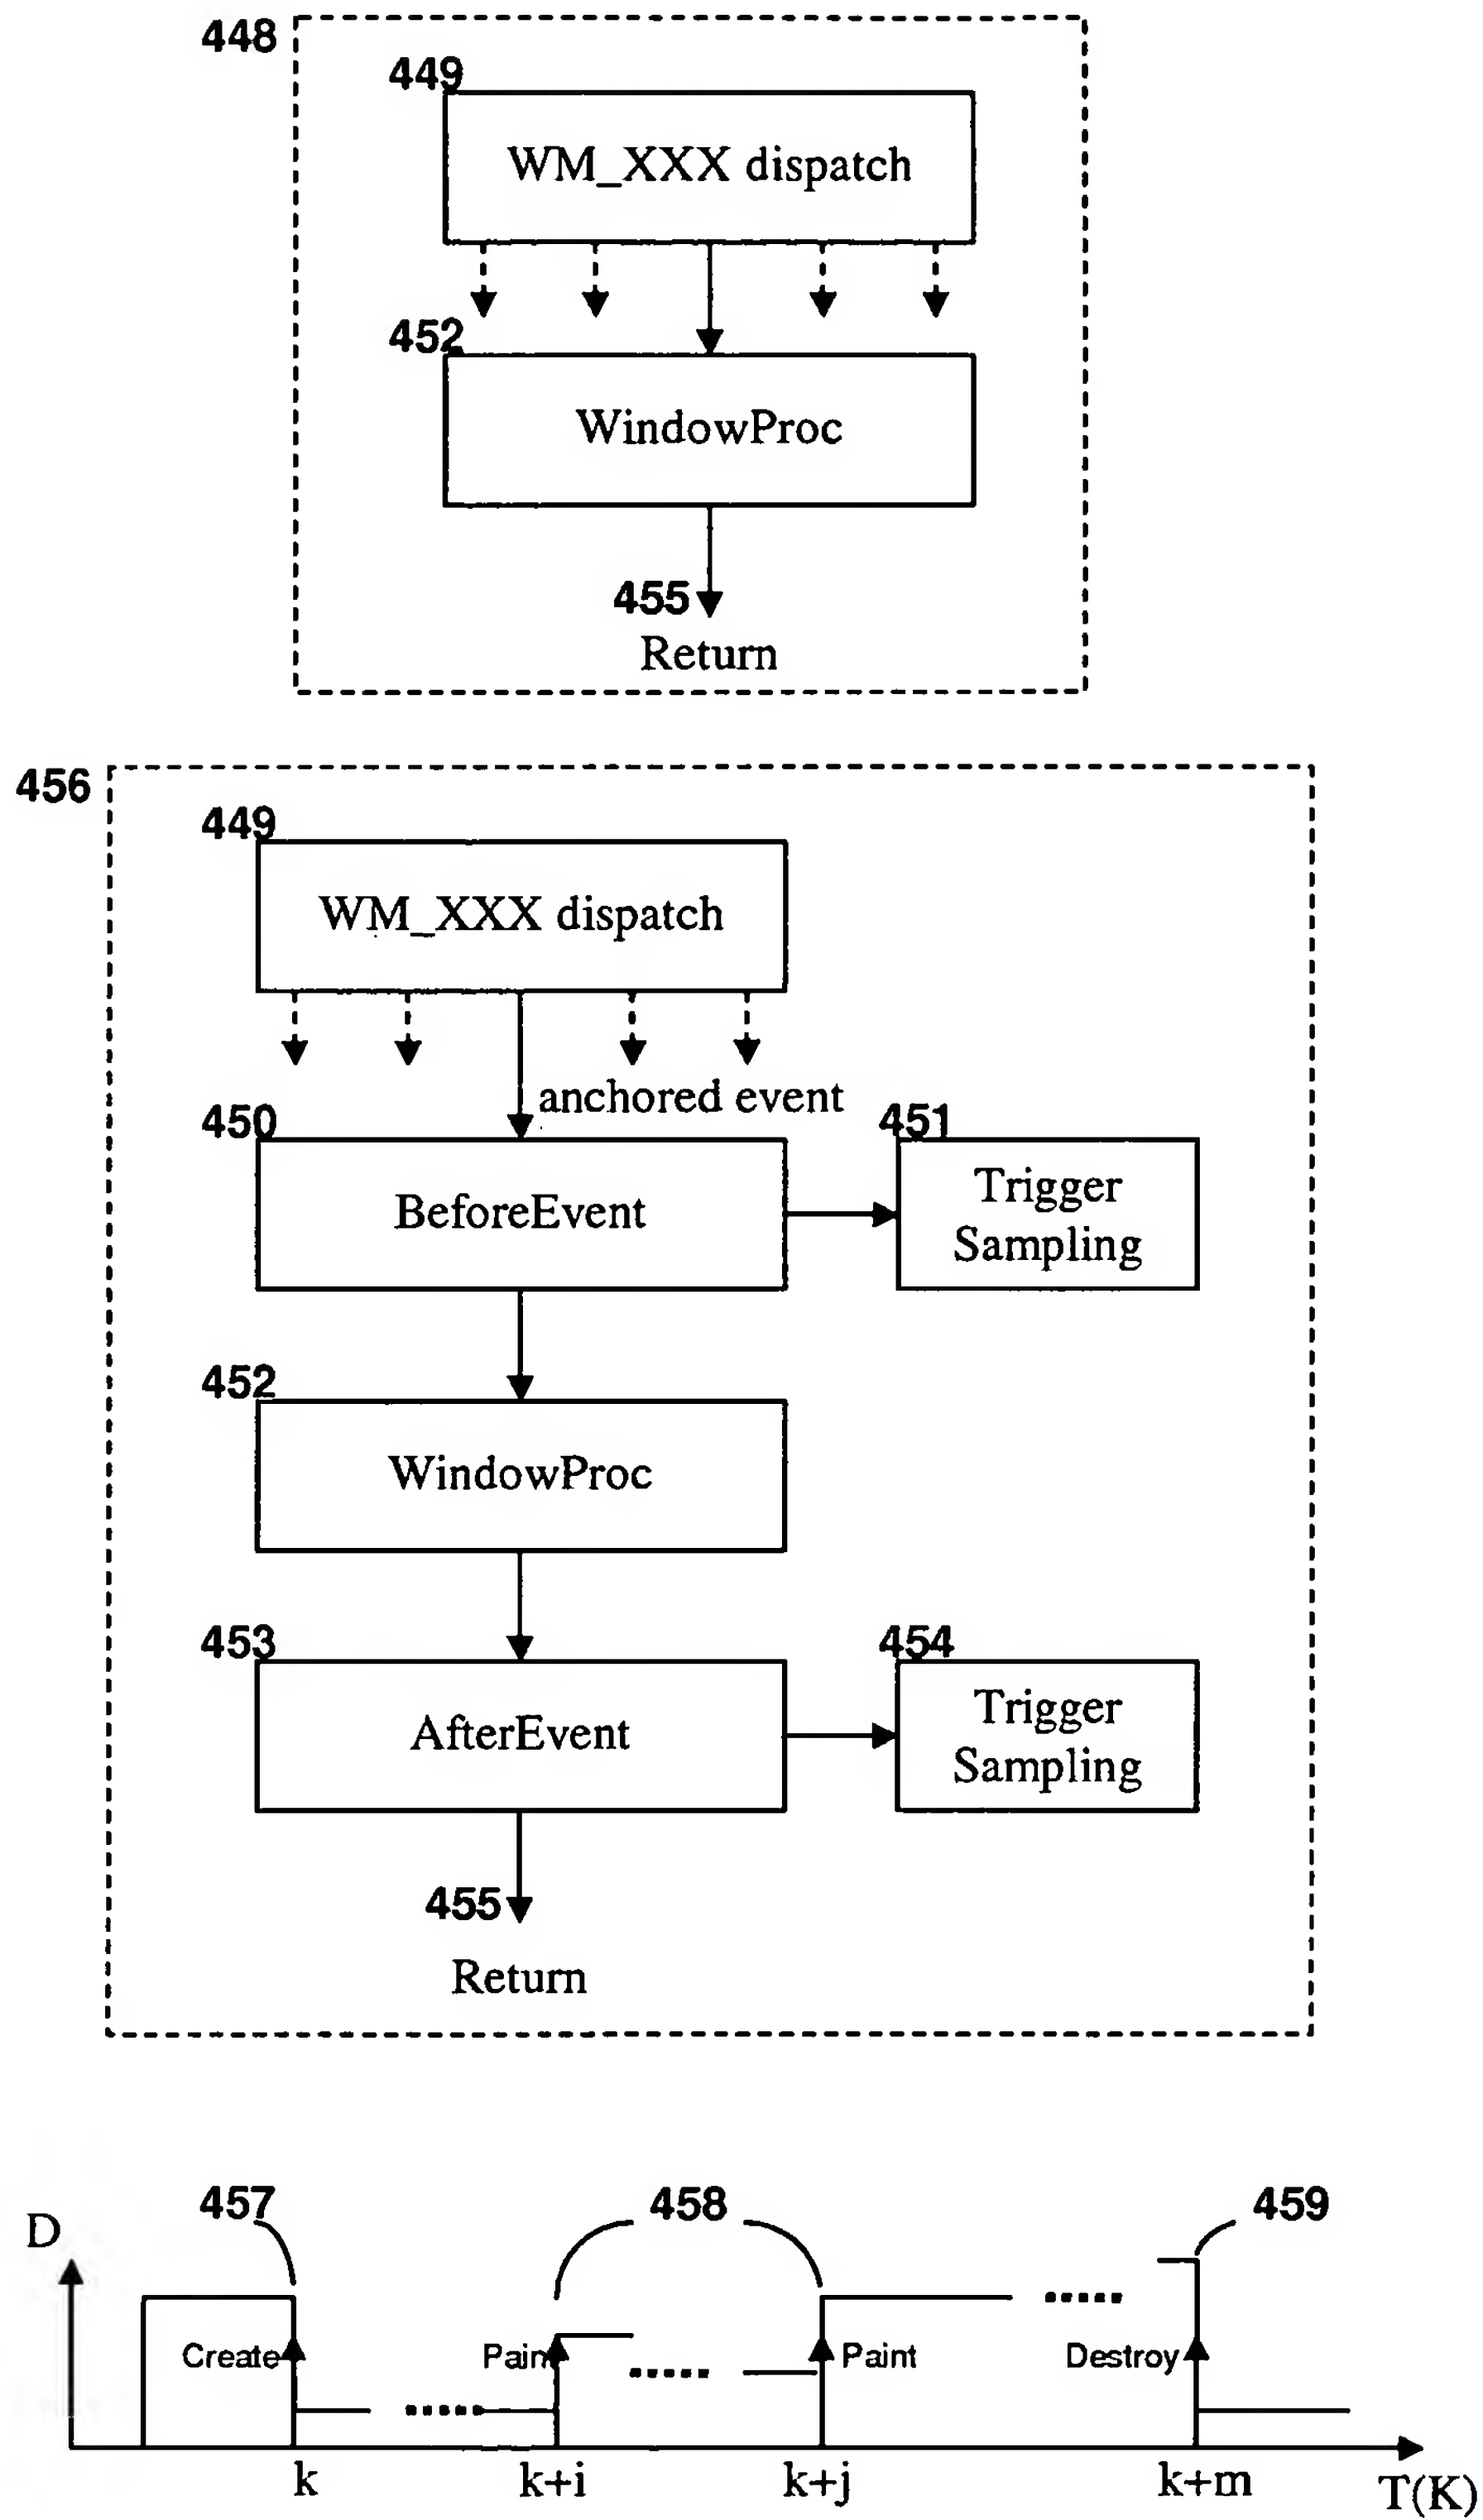 448
449
WM_XXX dispatch
452
WindowProc
455
Return
456
449
WM_XXX dispatch
anchored event
450
451
BeforeEvent
Trigger
Sampling
452
WindowProc
453
454
AfterEvent
Trigger
Sampling
455
Return
457
458
459
D
Create
Pain
Paint
Destroy
k
k+i
k+j
k+m
T(K)